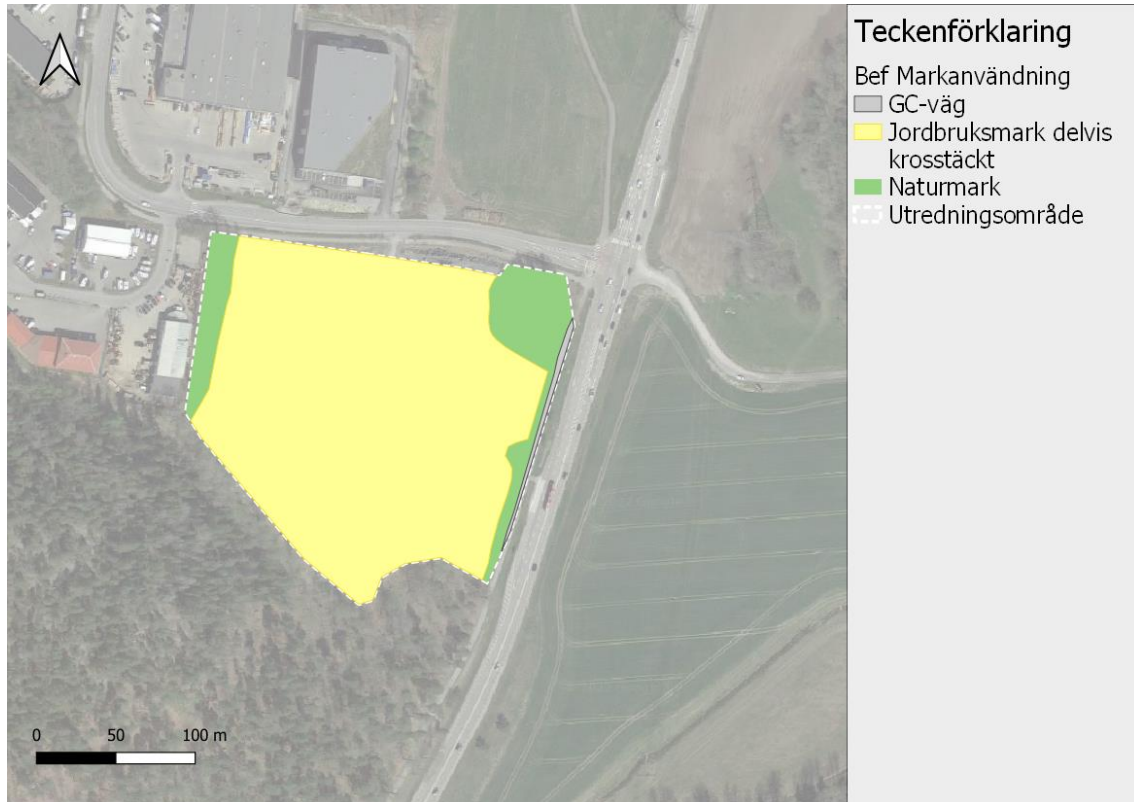 Teckenförklaring
Bef Markanvändning
GC-väg
Jordbruksmark delvis
krosstäckt
Naturmark
Utredningsområde
0 50 100 m